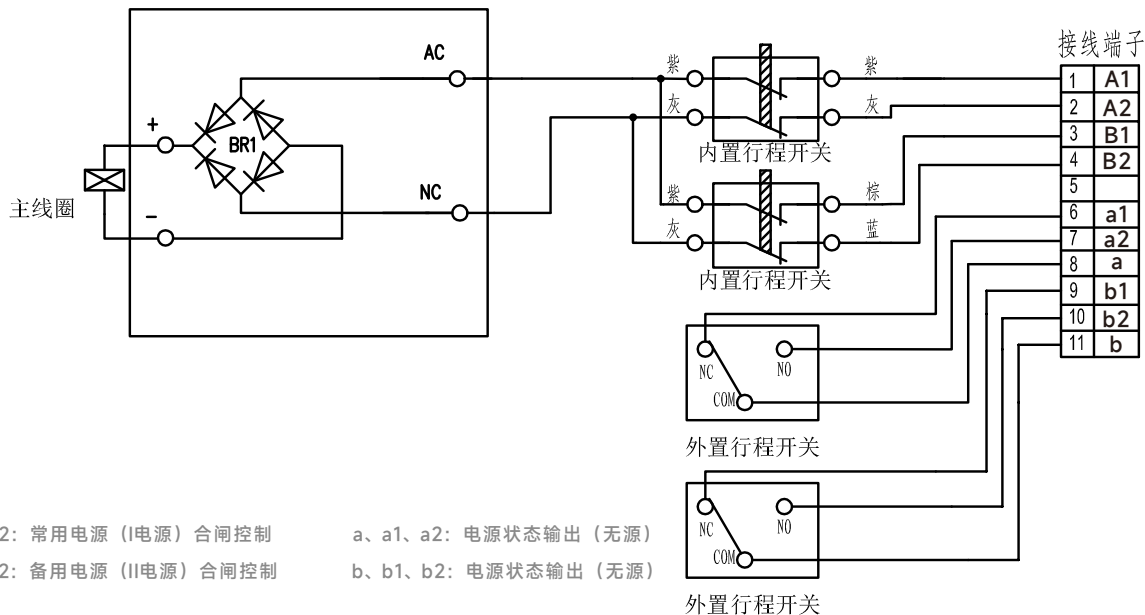 AC
NC
+
−
BR1
主线圈
紫
灰
紫
灰
内置行程开关
紫
灰
棕
蓝
内置行程开关
NC
NO
COM
外置行程开关
NC
NO
COM
外置行程开关
接线端子
1 A1
2 A2
3 B1
4 B2
5
6 a1
7 a2
8 a
9 b1
10 b2
11 b
2：常用电源（I电源）合闸控制
a、a1、a2：电源状态输出（无源）
2：备用电源（II电源）合闸控制
b、b1、b2：电源状态输出（无源）